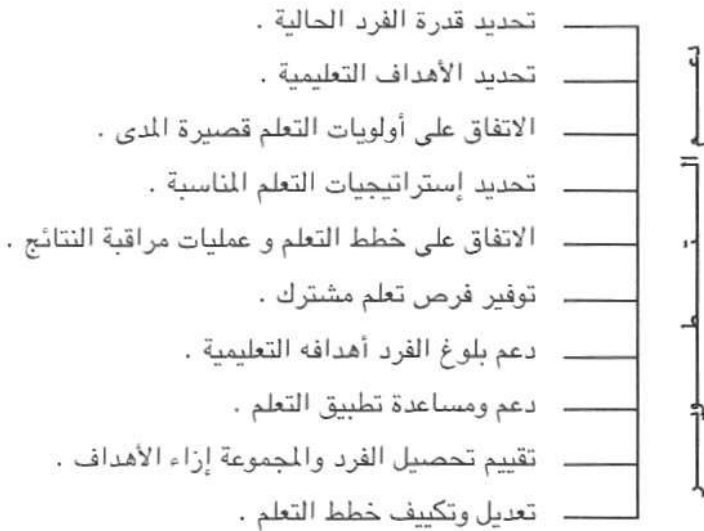 تحديد قدرة الفرد الحالية .
تحديد الأهداف التعليمية .
الاتفاق على أولويات التعلم قصيرة المدى .
تحديد إستراتيجيات التعلم المناسبة .
الاتفاق على خطط التعلم و عمليات مراقبة النتائج .
توفير فرص تعلم مشترك .
دعم بلوغ الفرد أهدافه التعليمية .
دعم ومساعدة تطبيق التعلم .
تقييم تحصيل الفرد والمجموعة إزاء الأهداف .
تعديل وتكييف خطط التعلم .
دعم التطوير